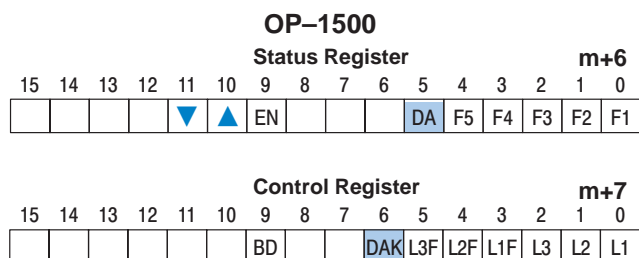 OP–1500
Status Register m+6
15 14 13 12 11 10 9 8 7 6 5 4 3 2 1 0
▼ ▲ EN DA F5 F4 F3 F2 F1
Control Register m+7
15 14 13 12 11 10 9 8 7 6 5 4 3 2 1 0
BD DAK L3F L2F L1F L3 L2 L1